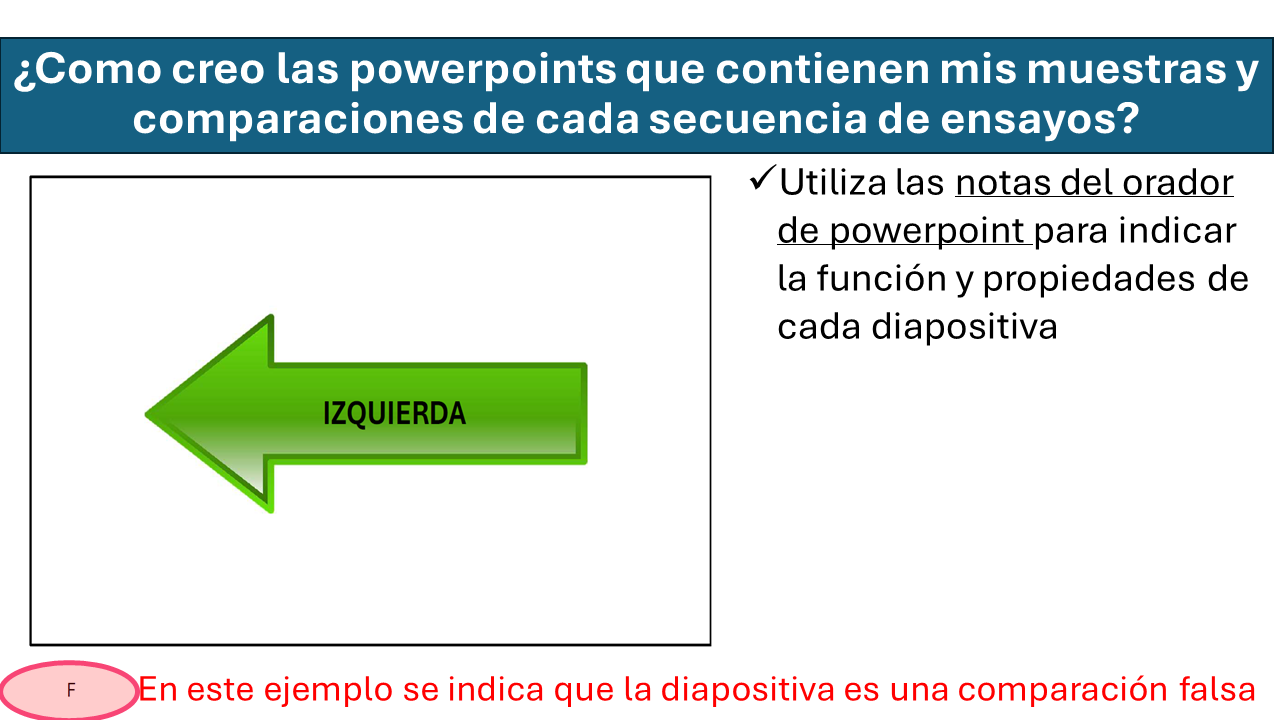 ¿Como creo las powerpoints que contienen mis muestras y
comparaciones de cada secuencia de ensayos?
✓Utiliza las notas del orador
de powerpoint para indicar
la función y propiedades de
cada diapositiva
IZQUIERDA
F
En este ejemplo se indica que la diapositiva es una comparación falsa